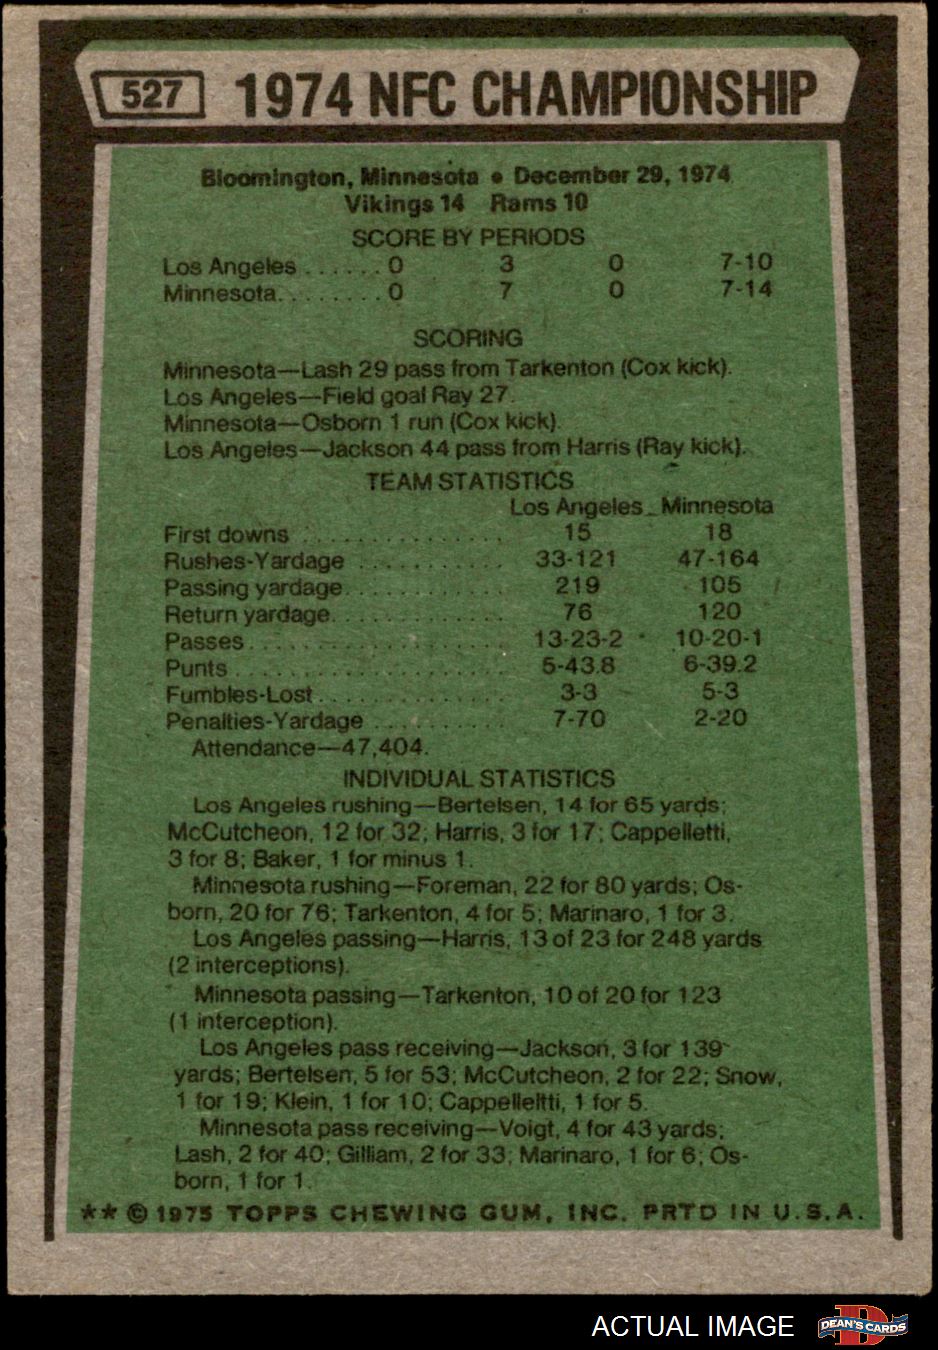 527 1974 NFC CHAMPIONSHIP
Bloomington, Minnesota • December 29, 1974
Vikings 14 Rams 10
SCORE BY PERIODS
Los Angeles . . . . . . 0 3 0 7-10
Minnesota. . . . . . . . 0 7 0 7-14
SCORING
Minnesota—Lash 29 pass from Tarkenton (Cox kick).
Los Angeles—Field goal Ray 27.
Minnesota—Osborn 1 run (Cox kick).
Los Angeles—Jackson 44 pass from Harris (Ray kick).
TEAM STATISTICS
Los Angeles Minnesota
First downs . . . . . . . . . . . . . . . 15 18
Rushes-Yardage . . . . . . . . . . . 33-121 47-164
Passing yardage. . . . . . . . . . . . 219 105
Return yardage. . . . . . . . . . . . . 76 120
Passes . . . . . . . . . . . . . . . . . . . 13-23-2 10-20-1
Punts . . . . . . . . . . . . . . . . . . . . 5-43.8 6-39.2
Fumbles-Lost . . . . . . . . . . . . . . 3-3 5-3
Penalties-Yardage . . . . . . . . . . 7-70 2-20
Attendance—47,404.
INDIVIDUAL STATISTICS
Los Angeles rushing—Bertelsen, 14 for 65 yards;
McCutcheon, 12 for 32; Harris, 3 for 17; Cappelletti,
3 for 8; Baker, 1 for minus 1.
Minnesota rushing—Foreman, 22 for 80 yards; Os-
born, 20 for 76; Tarkenton, 4 for 5; Marinaro, 1 for 3.
Los Angeles passing—Harris, 13 of 23 for 248 yards
(2 interceptions).
Minnesota passing—Tarkenton, 10 of 20 for 123
(1 interception).
Los Angeles pass receiving—Jackson, 3 for 139
yards; Bertelsen, 5 for 53; McCutcheon, 2 for 22; Snow,
1 for 19; Klein, 1 for 10; Cappelleltti, 1 for 5.
Minnesota pass receiving—Voigt, 4 for 43 yards;
Lash, 2 for 40; Gilliam, 2 for 33; Marinaro, 1 for 6; Os-
born, 1 for 1.
** © 1975 TOPPS CHEWING GUM, INC. PRTD IN U.S.A.
ACTUAL IMAGE D DEAN'S CARDS